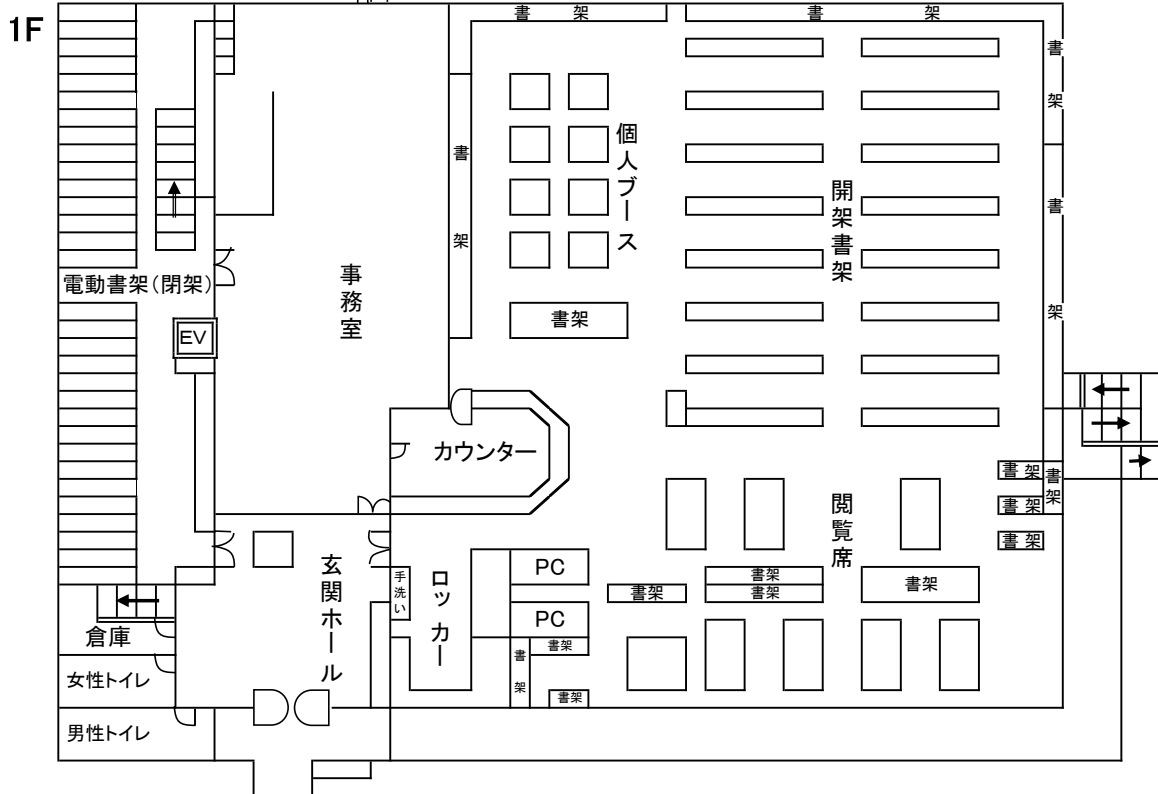 1F
書 架
書 架
書 架
書 架
書 架
個人ブース
開架書架
電動書架(閉架)
事務室
書架
EV
カウンター
書 架
書架
書 架
書 架
閲覧席
玄関ホール
手洗い
ロッカー
PC
書架
書架
書架
書架
PC
倉庫
書架
書 架
女性トイレ
書架
男性トイレ